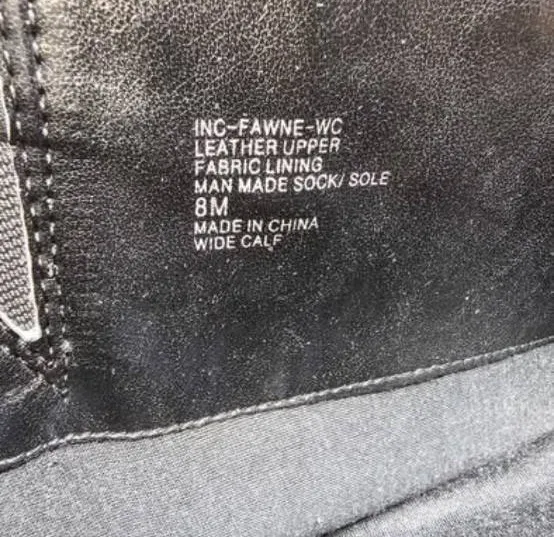 INC-FAWNE-WC
LEATHER UPPER
FABRIC LINING
MAN MADE SOCK/ SOLE
8M
MADE IN CHINA
WIDE CALF